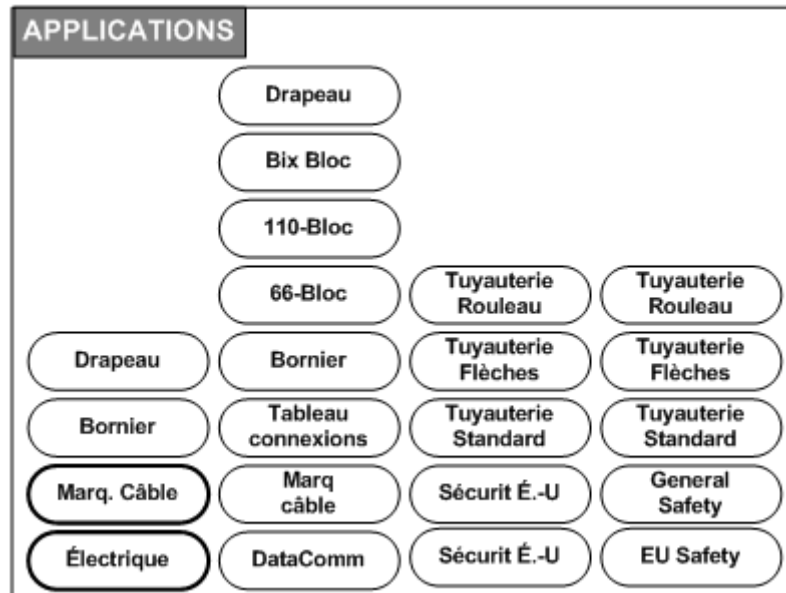 APPLICATIONS
Drapeau
Bix Bloc
110-Bloc
66-Bloc
Tuyauterie
Rouleau
Tuyauterie
Rouleau
Drapeau
Bornier
Tuyauterie
Flèches
Tuyauterie
Flèches
Bornier
Tableau
connexions
Tuyauterie
Standard
Tuyauterie
Standard
Marq. Câble
Marq
câble
Sécurit É.-U
General
Safety
Électrique
DataComm
Sécurit É.-U
EU Safety